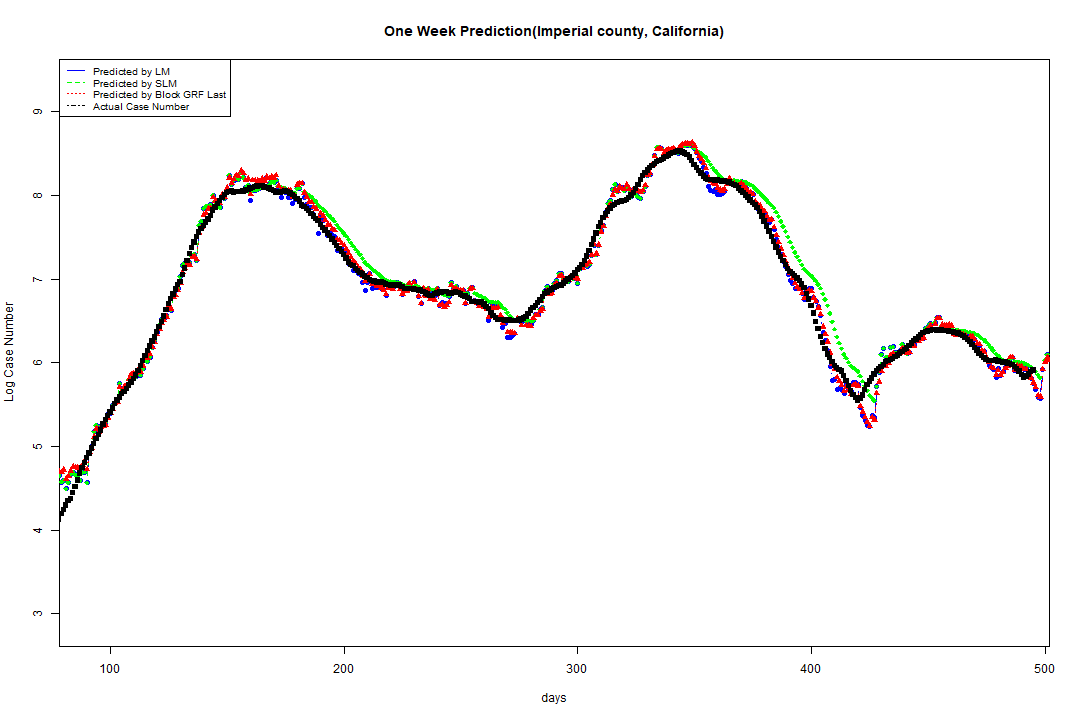 One Week Prediction(Imperial county, California)
Predicted by LM
Predicted by SLM
Predicted by Block GRF Last
Actual Case Number
9
8
7
6
5
4
3
Log Case Number
100 200 300 400 500
days